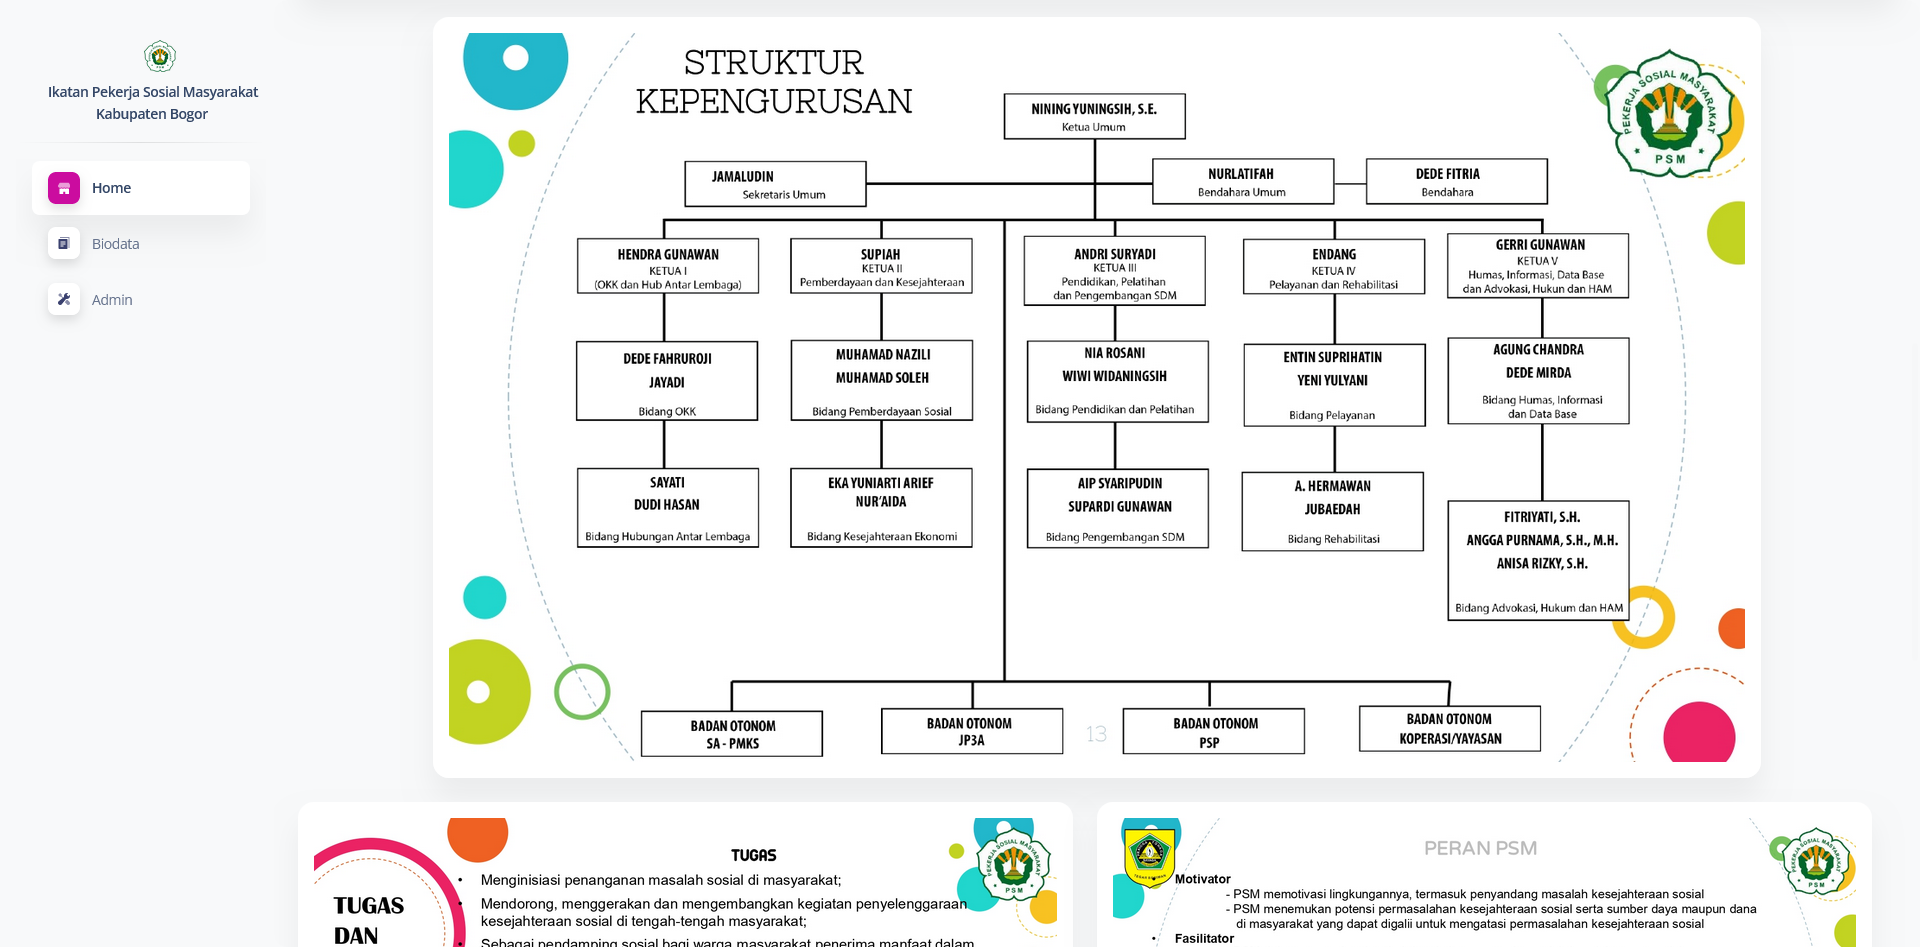 Ikatan Pekerja Sosial Masyarakat
Kabupaten Bogor
Home
Biodata
Admin
STRUKTUR
KEPENGURUSAN
PEKERJA SOSIAL MASYARAKAT
PSM
NINING YUNINGSIH, S.E.
Ketua Umum
JAMALUDIN
Sekretaris Umum
NURLATIFAH
Bendahara Umum
DEDE FITRIA
Bendahara
HENDRA GUNAWAN
KETUA I
(OKK dan Hub Antar Lembaga)
SUPIAH
KETUA II
Pemberdayaan dan Kesejahteraan
ANDRI SURYADI
KETUA III
Pendidikan, Pelatihan
dan Pengembangan SDM
ENDANG
KETUA IV
Pelayanan dan Rehabilitasi
GERRI GUNAWAN
KETUA V
Humas, Informasi, Data Base
dan Advokasi, Hukun dan HAM
DEDE FAHRUROJI
JAYADI
Bidang OKK
MUHAMAD NAZILI
MUHAMAD SOLEH
Bidang Pemberdayaan Sosial
NIA ROSANI
WIWI WIDANINGSIH
Bidang Pendidikan dan Pelatihan
ENTIN SUPRIHATIN
YENI YULYANI
Bidang Pelayanan
AGUNG CHANDRA
DEDE MIRDA
Bidang Humas, Informasi
dan Data Base
SAYATI
DUDI HASAN
Bidang Hubungan Antar Lembaga
EKA YUNIARTI ARIEF
NUR'AIDA
Bidang Kesejahteraan Ekonomi
AIP SYARIPUDIN
SUPARDI GUNAWAN
Bidang Pengembangan SDM
A. HERMAWAN
JUBAEDAH
Bidang Rehabilitasi
FITRIYATI, S.H.
ANGGA PURNAMA, S.H., M.H.
ANISA RIZKY, S.H.
Bidang Advokasi, Hukum dan HAM
BADAN OTONOM
SA - PMKS
BADAN OTONOM
JP3A
13
BADAN OTONOM
PSP
BADAN OTONOM
KOPERASI/YAYASAN
TUGAS
DAN
TUGAS
• Menginisiasi penanganan masalah sosial di masyarakat;
• Mendorong, menggerakan dan mengembangkan kegiatan penyelenggaraan
kesejahteraan sosial di tengah-tengah masyarakat;
• Sebagai pendamping sosial bagi warga masyarakat penerima manfaat dalam
PEKERJA SOSIAL MASYARAKAT
PSM
PERAN PSM
• Motivator
- PSM memotivasi lingkungannya, termasuk penyandang masalah kesejahteraan sosial
- PSM menemukan potensi permasalahan kesejahteraan sosial serta sumber daya maupun dana
di masyarakat yang dapat digalii untuk mengatasi permasalahan kesejahteraan sosial
• Fasilitator
PEKERJA SOSIAL MASYARAKAT
PSM